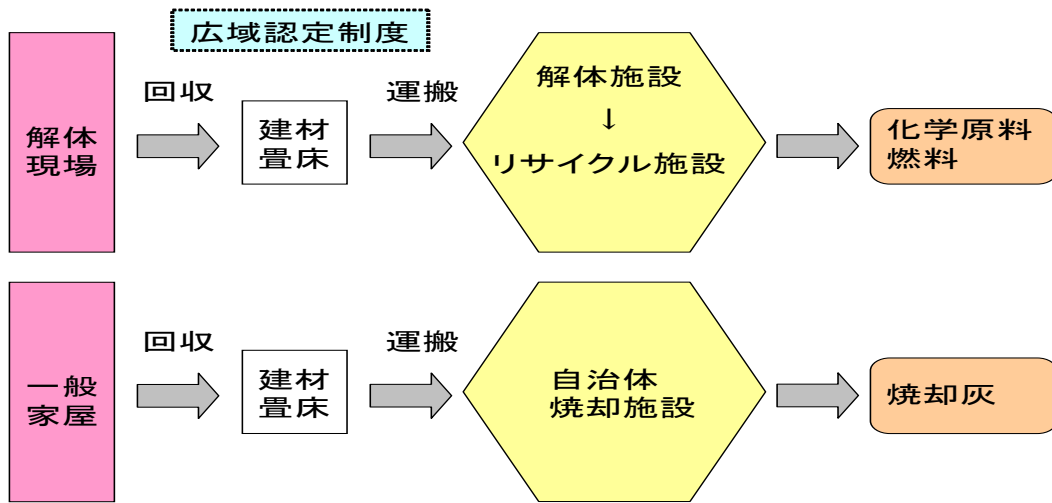 広域認定制度
解体
現場
回収
建材
畳床
運搬
解体施設
↓
リサイクル施設
化学原料
燃料
一般
家屋
回収
建材
畳床
運搬
自治体
焼却施設
焼却灰